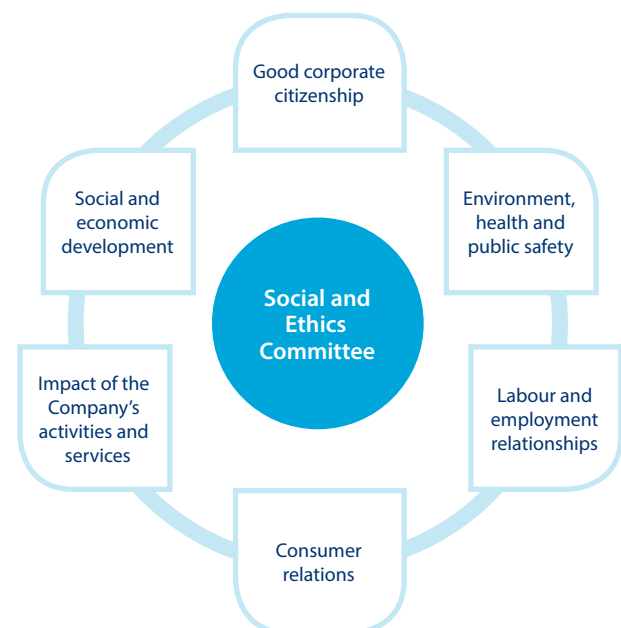 Good corporate
citizenship
Social and
economic
development
Environment,
health and
public safety
Social and
Ethics
Committee
Impact of the
Company’s
activities and
services
Labour and
employment
relationships
Consumer
relations